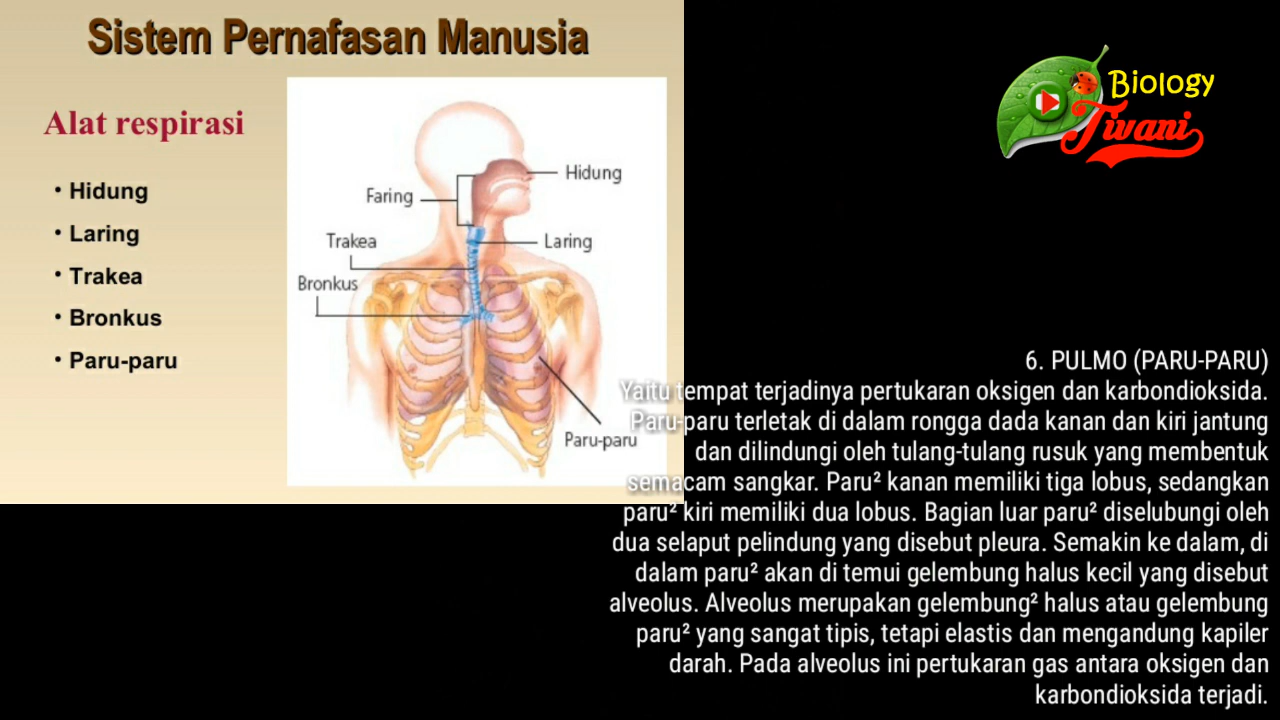 Sistem Pernafasan Manusia
Alat respirasi
• Hidung
• Laring
• Trakea
• Bronkus
• Paru-paru
Hidung
Faring
Trakea
Laring
Bronkus
Paru-paru
Biology
Tivani
6. PULMO (PARU-PARU)
Yaitu tempat terjadinya pertukaran oksigen dan karbondioksida.
Paru-paru terletak di dalam rongga dada kanan dan kiri jantung
dan dilindungi oleh tulang-tulang rusuk yang membentuk
semacam sangkar. Paru² kanan memiliki tiga lobus, sedangkan
paru² kiri memiliki dua lobus. Bagian luar paru² diselubungi oleh
dua selaput pelindung yang disebut pleura. Semakin ke dalam, di
dalam paru² akan di temui gelembung halus kecil yang disebut
alveolus. Alveolus merupakan gelembung² halus atau gelembung
paru² yang sangat tipis, tetapi elastis dan mengandung kapiler
darah. Pada alveolus ini pertukaran gas antara oksigen dan
karbondioksida terjadi.